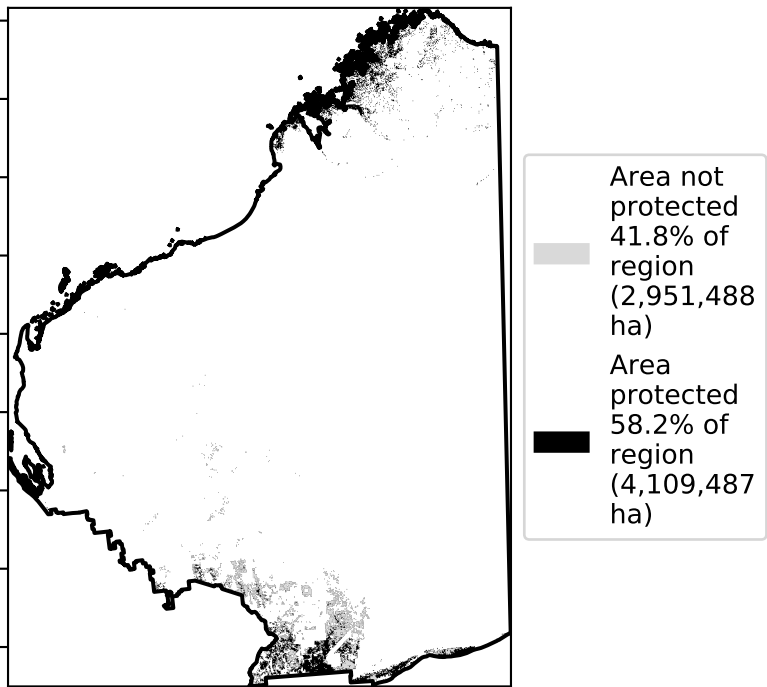 Area not
protected
41.8% of
region
(2,951,488
ha)
Area
protected
58.2% of
region
(4,109,487
ha)